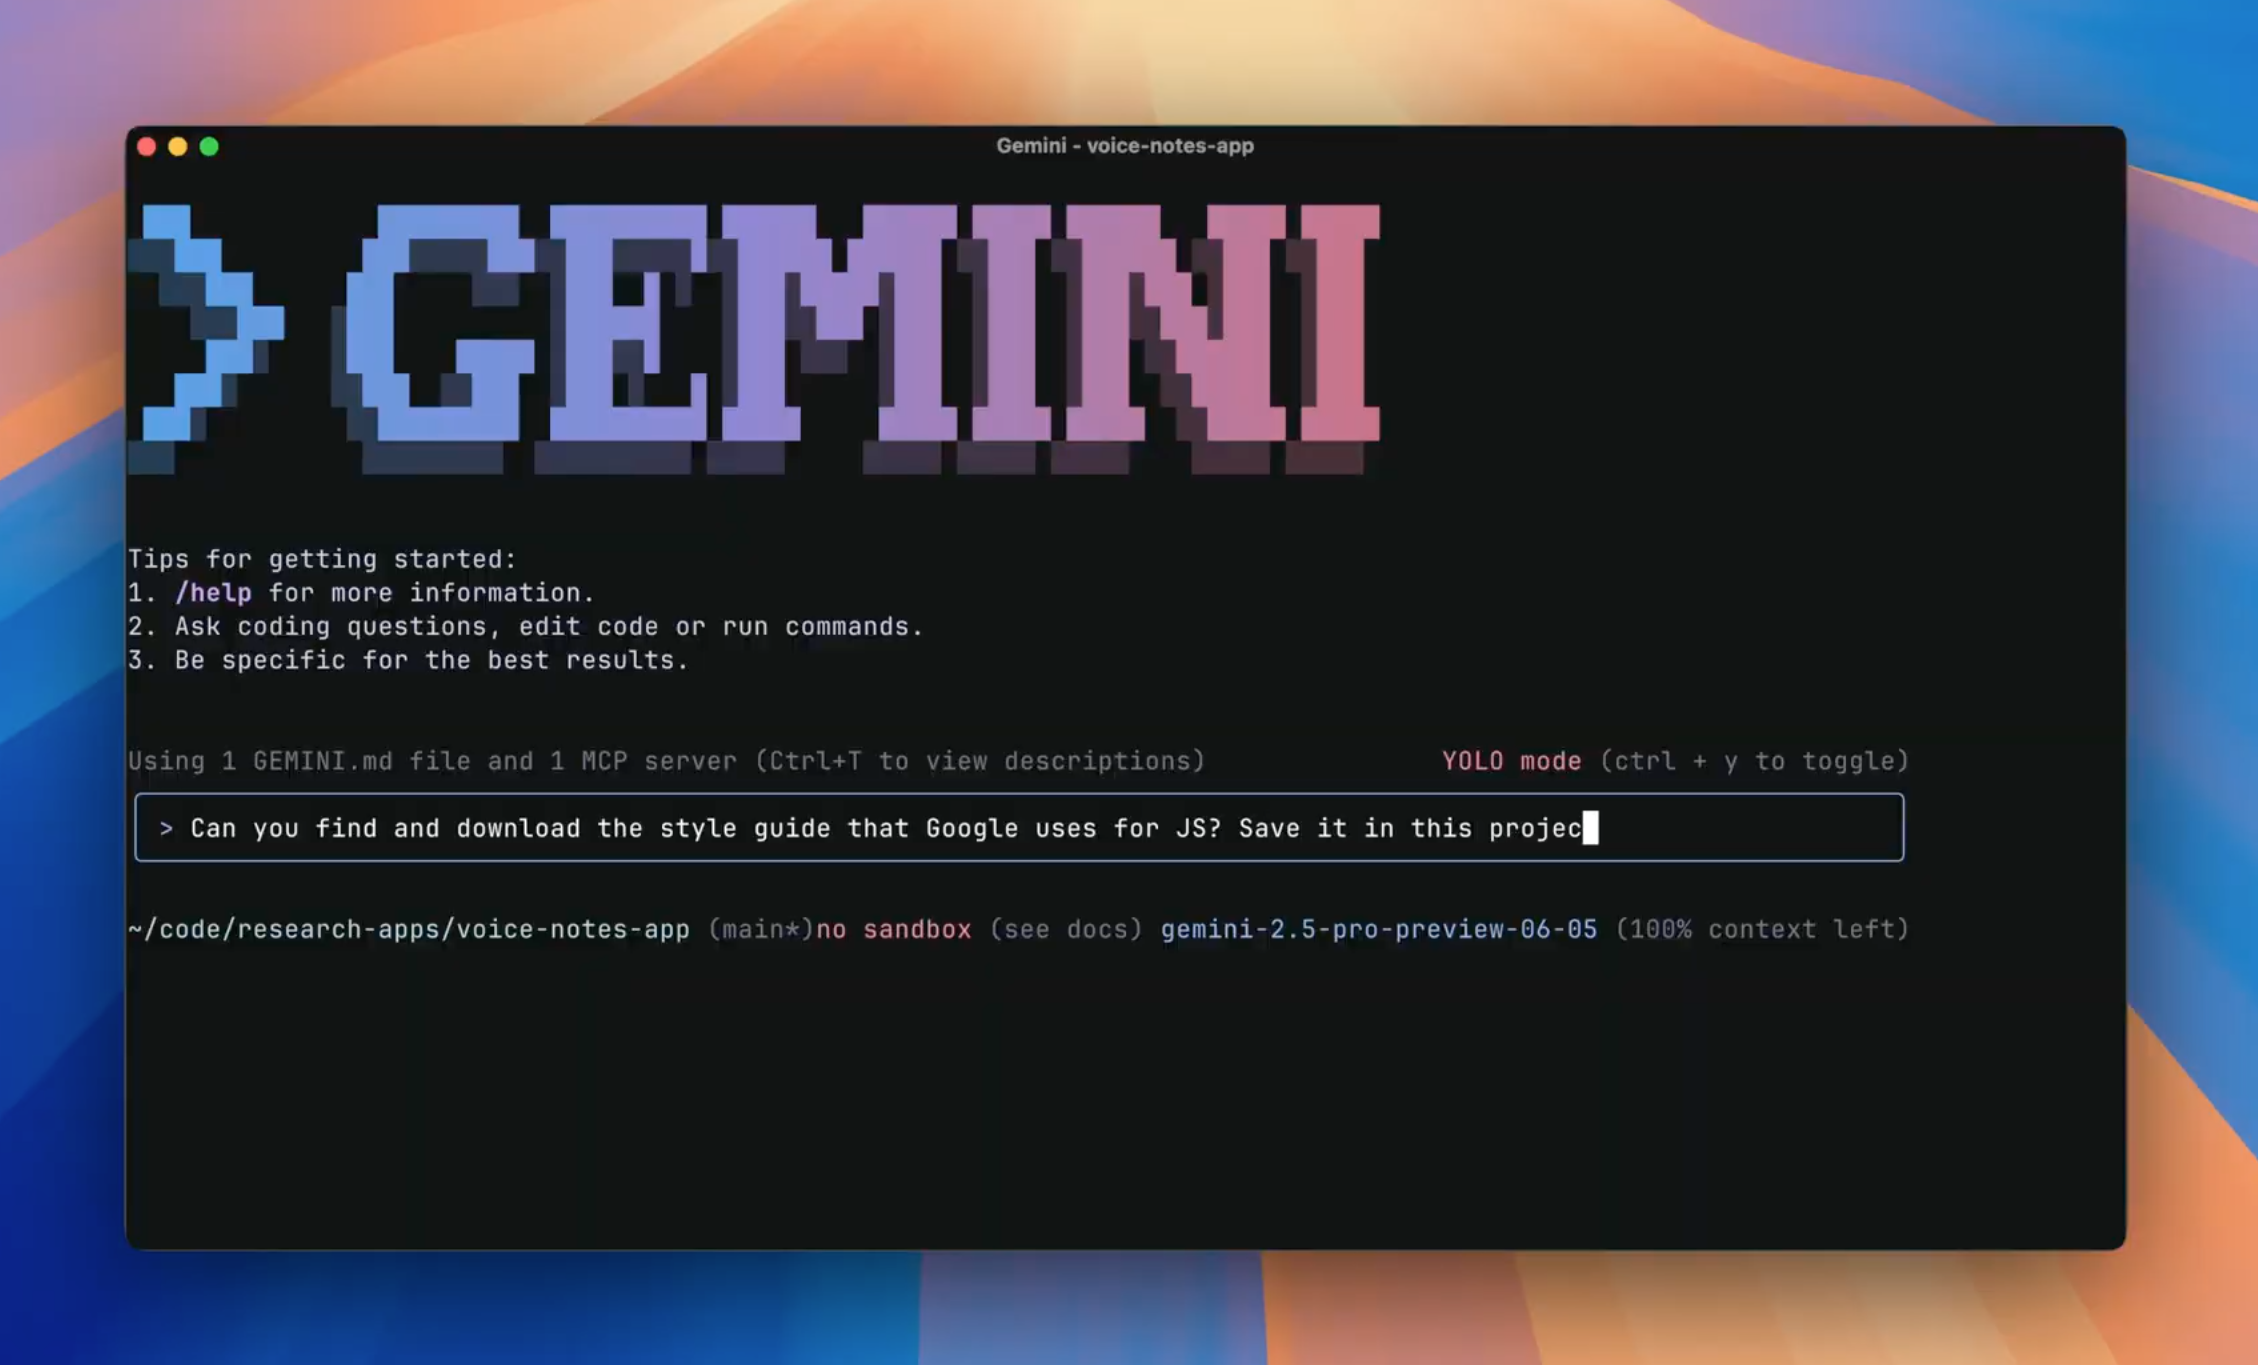 Gemini - voice-notes-app
> GEMINI
Tips for getting started:
1. /help for more information.
2. Ask coding questions, edit code or run commands.
3. Be specific for the best results.
Using 1 GEMINI.md file and 1 MCP server (Ctrl+T to view descriptions) YOLO mode (ctrl + y to toggle)
> Can you find and download the style guide that Google uses for JS? Save it in this projec
~/code/research-apps/voice-notes-app (main*)no sandbox (see docs) gemini-2.5-pro-preview-06-05 (100% context left)